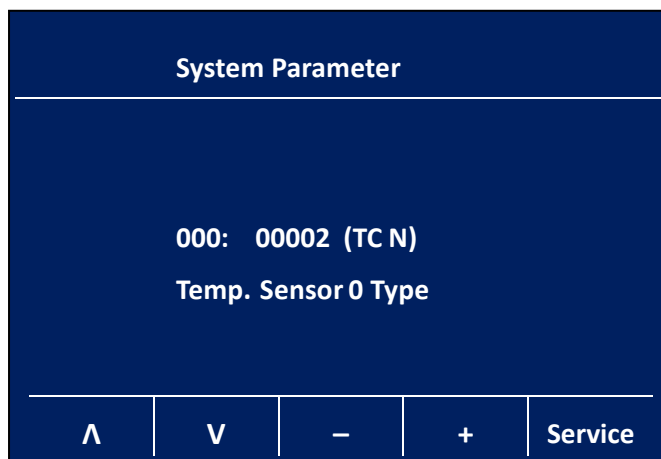 System Parameter
000: 00002 (TC N)
Temp. Sensor 0 Type
Λ V – + Service